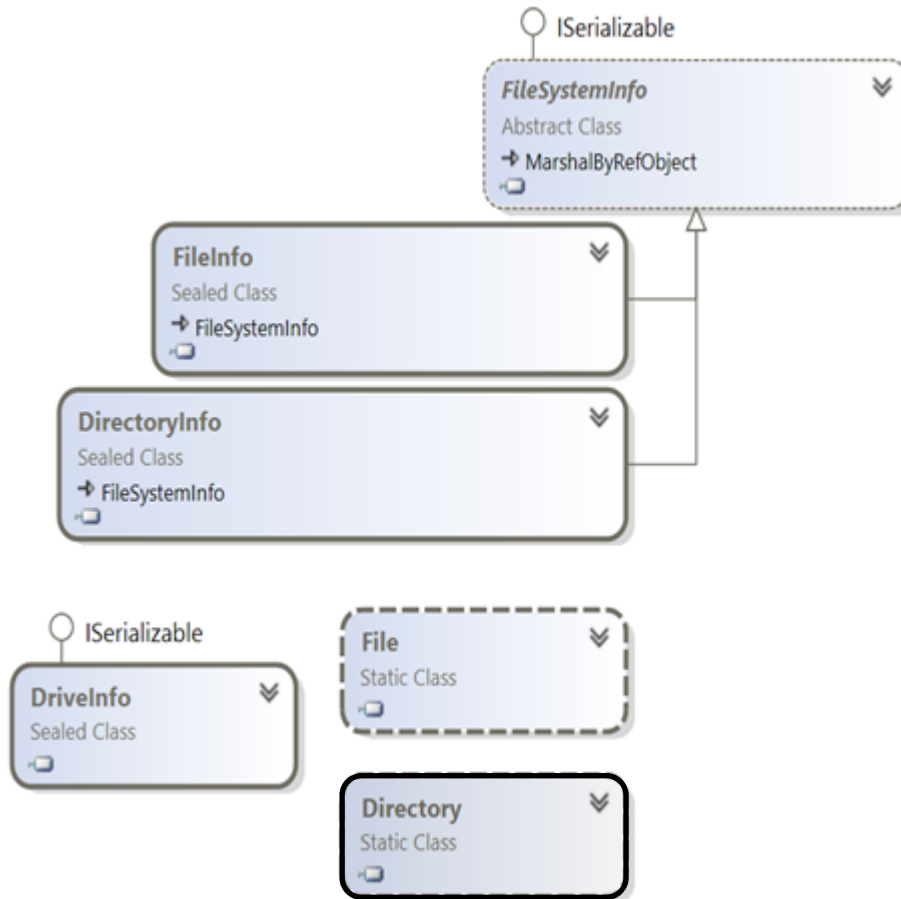 ISerializable
FileSystemInfo
Abstract Class
MarshalByRefObject
FileInfo
Sealed Class
FileSystemInfo
DirectoryInfo
Sealed Class
FileSystemInfo
ISerializable
DriveInfo
Sealed Class
File
Static Class
Directory
Static Class